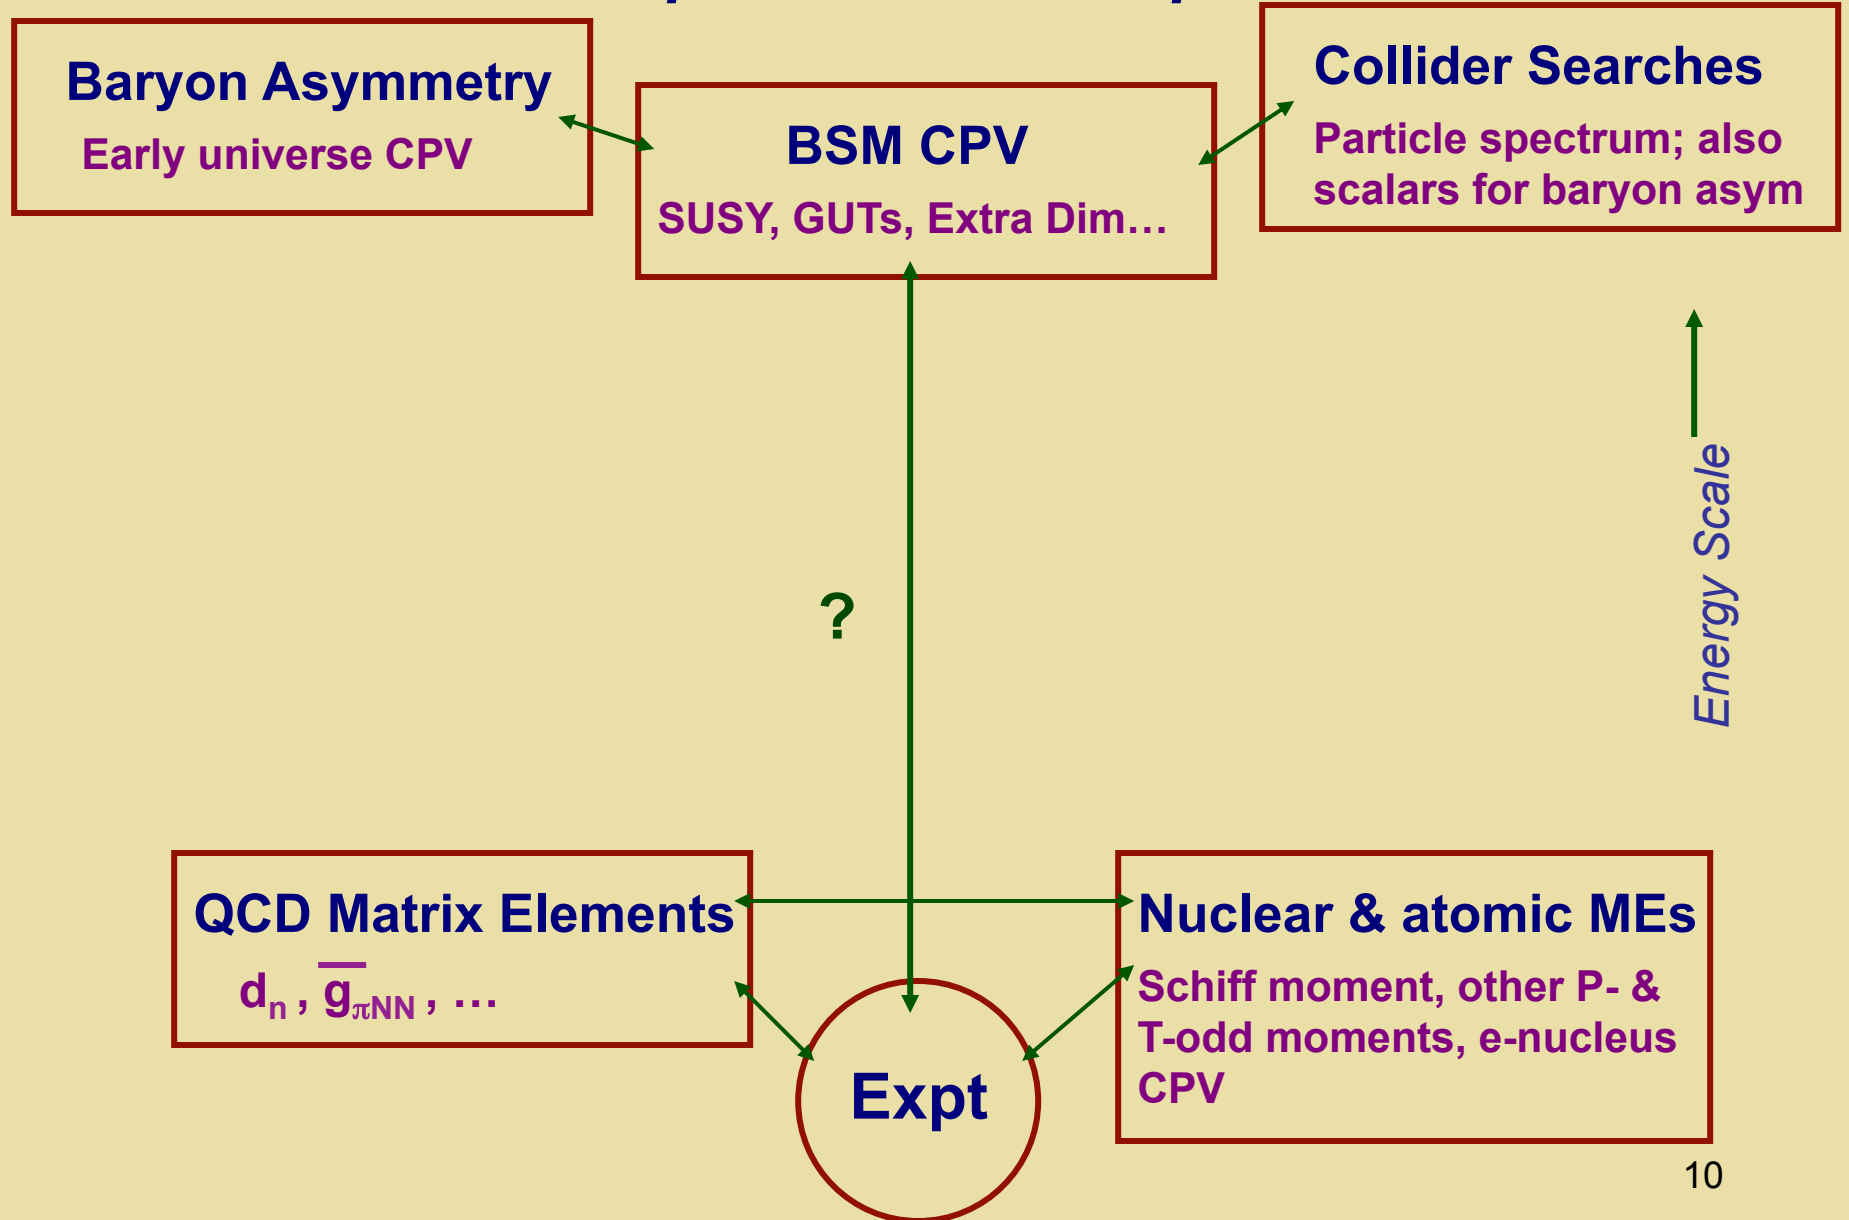 Baryon Asymmetry
Early universe CPV
BSM CPV
SUSY, GUTs, Extra Dim…
Collider Searches
Particle spectrum; also
scalars for baryon asym
?
Energy Scale
QCD Matrix Elements
dₙ , g̅πNN , …
Expt
Nuclear & atomic MEs
Schiff moment, other P- &
T-odd moments, e-nucleus
CPV
10